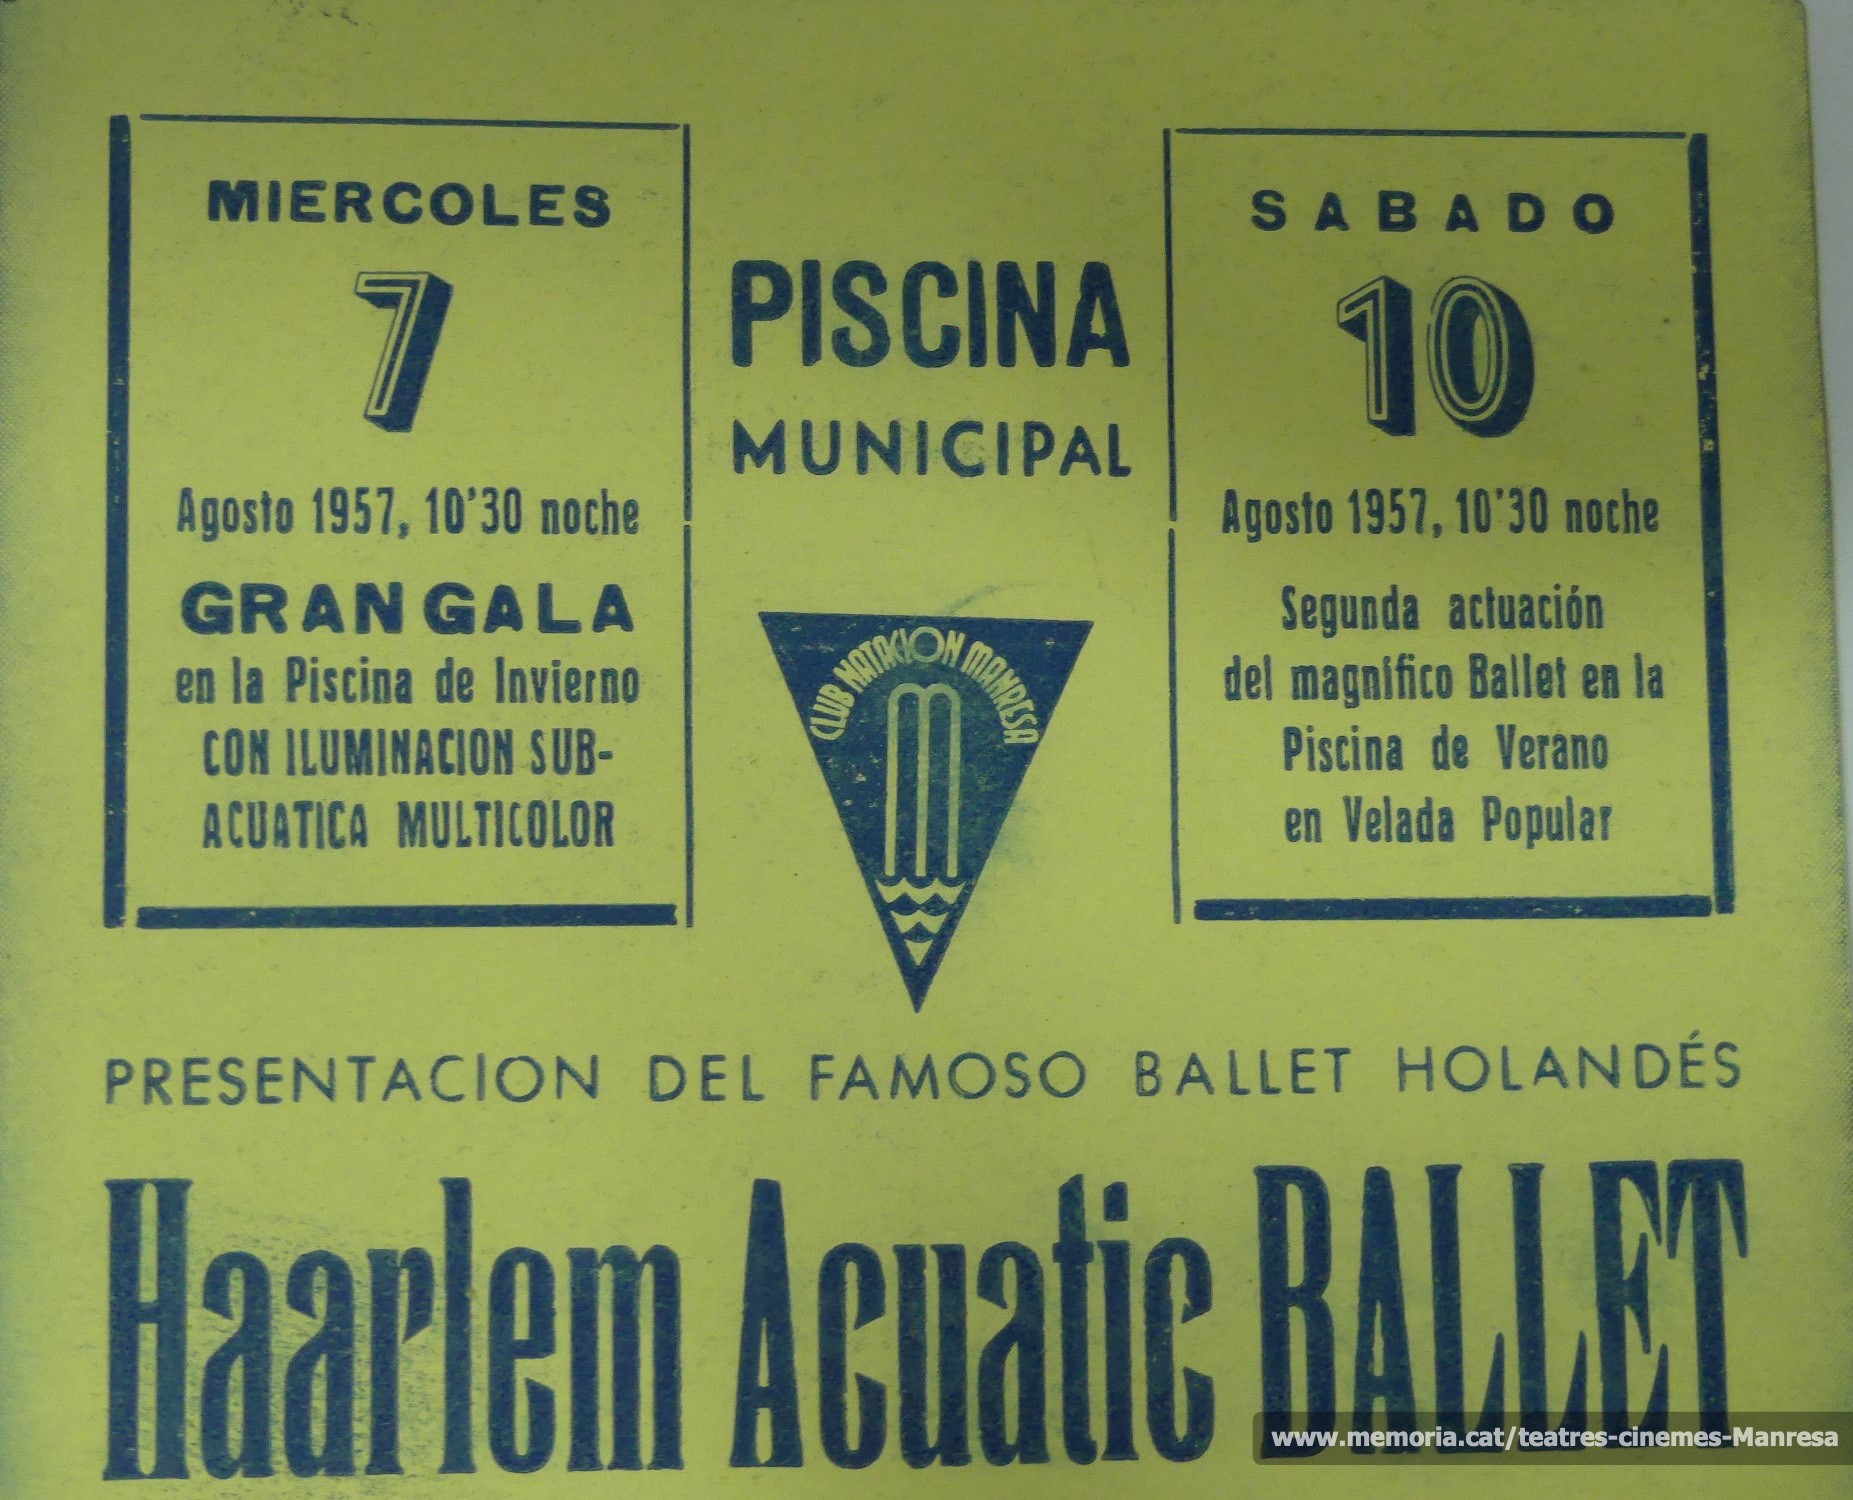 MIERCOLES
7
Agosto 1957, 10'30 noche
GRAN GALA
en la Piscina de Invierno
CON ILUMINACION SUB-
ACUATICA MULTICOLOR
PISCINA
MUNICIPAL
CLUB NATACION MANRESA
SABADO
10
Agosto 1957, 10'30 noche
Segunda actuación
del magnífico Ballet en la
Piscina de Verano
en Velada Popular
PRESENTACION DEL FAMOSO BALLET HOLANDÉS
Haarlem Acuatic BALLET
www.memoria.cat/teatres-cinemes-Manresa